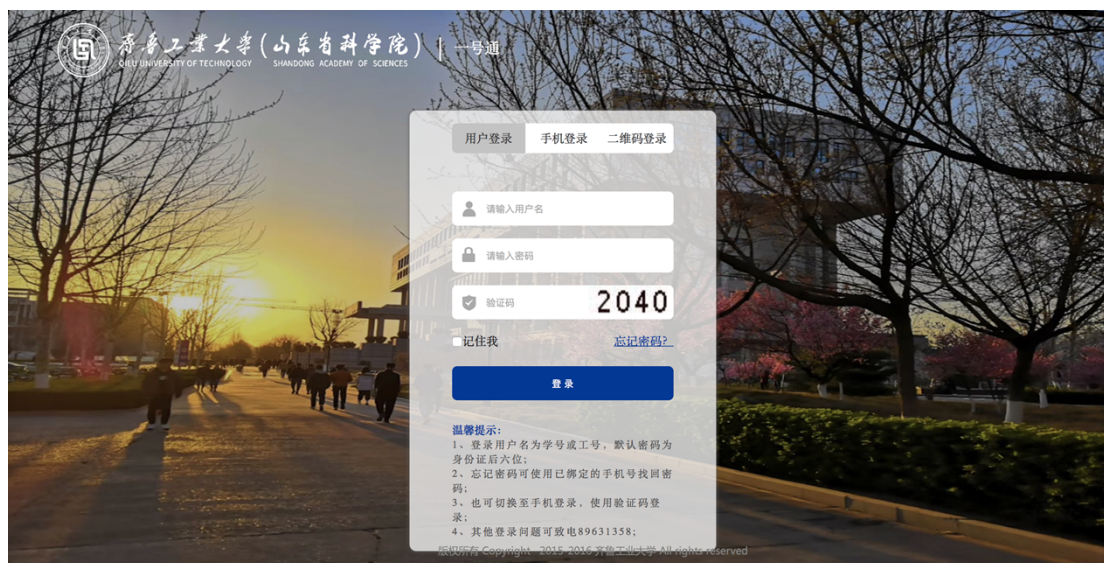 齐鲁工业大学(山东省科学院) | 一号通
QILU UNIVERSITY OF TECHNOLOGY SHANDONG ACADEMY OF SCIENCES
用户登录 手机登录 二维码登录
请输入用户名
请输入密码
验证码 2040
记住我 忘记密码?
登录
温馨提示:
1、登录用户名为学号或工号，默认密码为
身份证后六位;
2、忘记密码可使用已绑定的手机号找回密
码;
3、也可切换至手机登录，使用验证码登
录;
4、其他登录问题可致电89631358;
版权所有 Copyright 2015-2016 齐鲁工业大学 All rights reserved